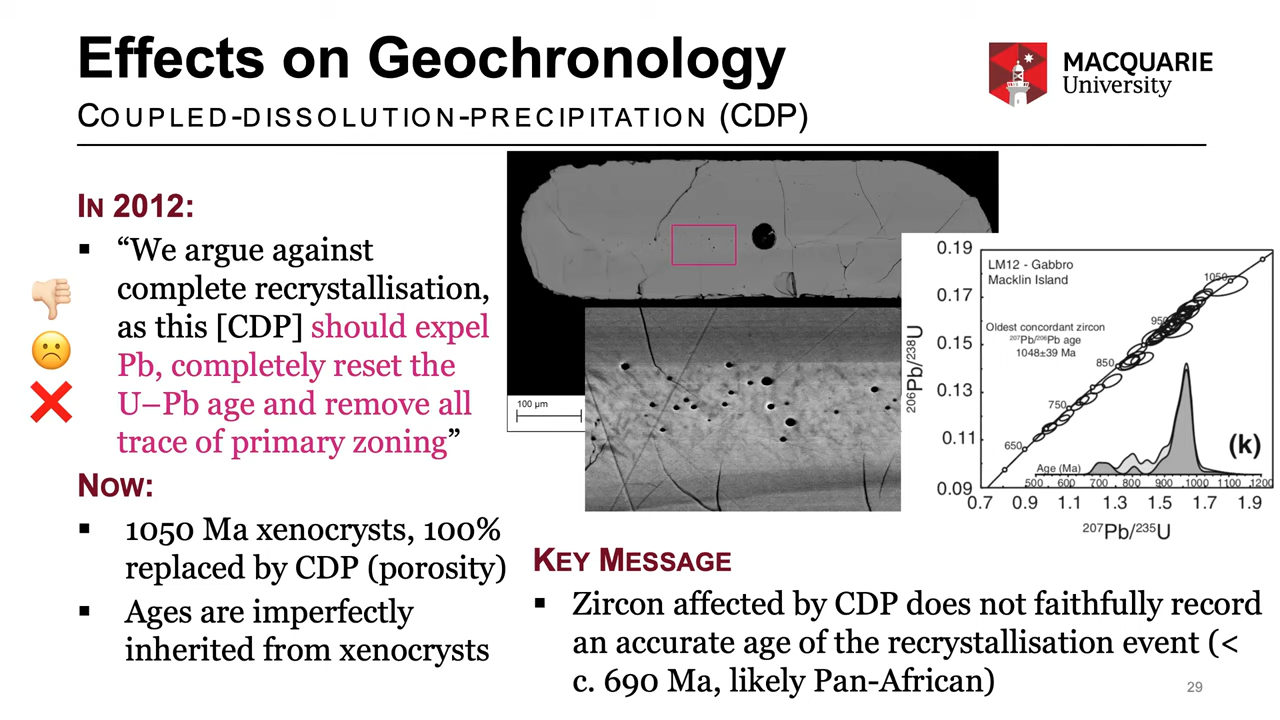 Effects on Geochronology
COUPLED-DISSOLUTION-PRECIPITATION (CDP)
MACQUARIE
University
IN 2012:
▪ “We argue against
complete recrystallisation,
as this [CDP] should expel
Pb, completely reset the
U–Pb age and remove all
trace of primary zoning”
NOW:
▪ 1050 Ma xenocrysts, 100%
replaced by CDP (porosity)
▪ Ages are imperfectly
inherited from xenocrysts
100 µm
LM12 - Gabbro
Macklin Island
Oldest concordant zircon
207Pb/206Pb age
1048±39 Ma
1050
950
850
750
650
(k)
Age (Ma)
500 600 700 800 900 1000 1100 1200
206Pb/238U
0.19
0.17
0.15
0.13
0.11
0.09
0.7 0.9 1.1 1.3 1.5 1.7 1.9
207Pb/235U
KEY MESSAGE
▪ Zircon affected by CDP does not faithfully record
an accurate age of the recrystallisation event (<
c. 690 Ma, likely Pan-African)
29